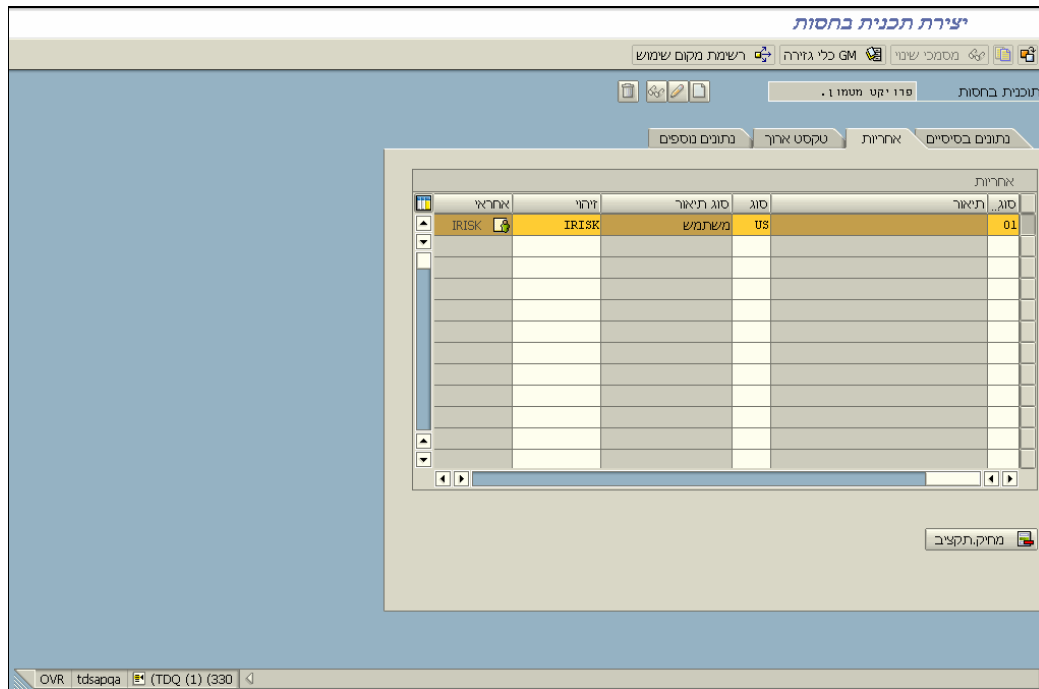 יצירת תכנית בחסות
מסמכי שינוי GM כלי גזירה רשימת מקום שימוש
תוכנית בחסות פרויקט מטמון.
נתונים בסיסיים אחריות טקסט ארוך נתונים נוספים
אחריות
סוג.. תיאור סוג סוג תיאור זיהוי אחראי
01 US משתמש IRISK IRISK
מחיק.תקציב
OVR tdsapqa (TDQ (1) (330